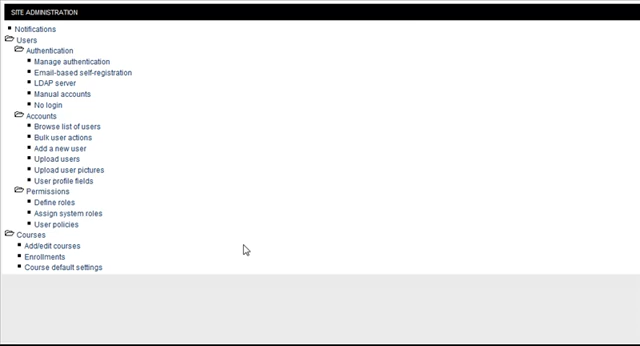 SITE ADMINISTRATION
Notifications
Users
Authentication
Manage authentication
Email-based self-registration
LDAP server
Manual accounts
No login
Accounts
Browse list of users
Bulk user actions
Add a new user
Upload users
Upload user pictures
User profile fields
Permissions
Define roles
Assign system roles
User policies
Courses
Add/edit courses
Enrollments
Course default settings